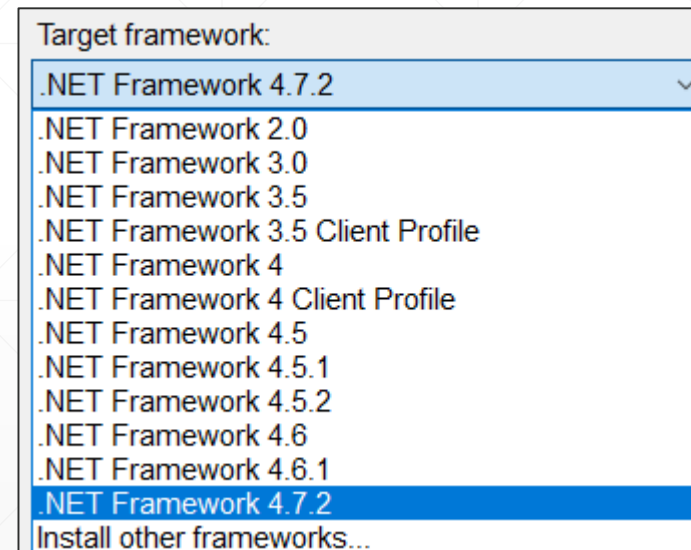 Target framework:
.NET Framework 4.7.2
.NET Framework 2.0
.NET Framework 3.0
.NET Framework 3.5
.NET Framework 3.5 Client Profile
.NET Framework 4
.NET Framework 4 Client Profile
.NET Framework 4.5
.NET Framework 4.5.1
.NET Framework 4.5.2
.NET Framework 4.6
.NET Framework 4.6.1
.NET Framework 4.7.2
Install other frameworks...